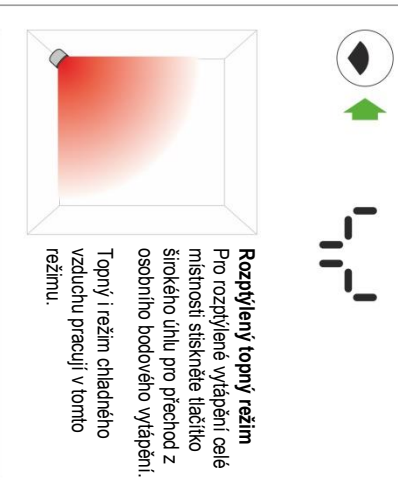 Rozptýlený topný režim
Pro rozptýlené vytápění celé
místnosti stiskněte tlačítko
širokého úhlu pro přechod z
osobního bodového vytápění.
Topný i režim chladného
vzduchu pracují v tomto
režimu.